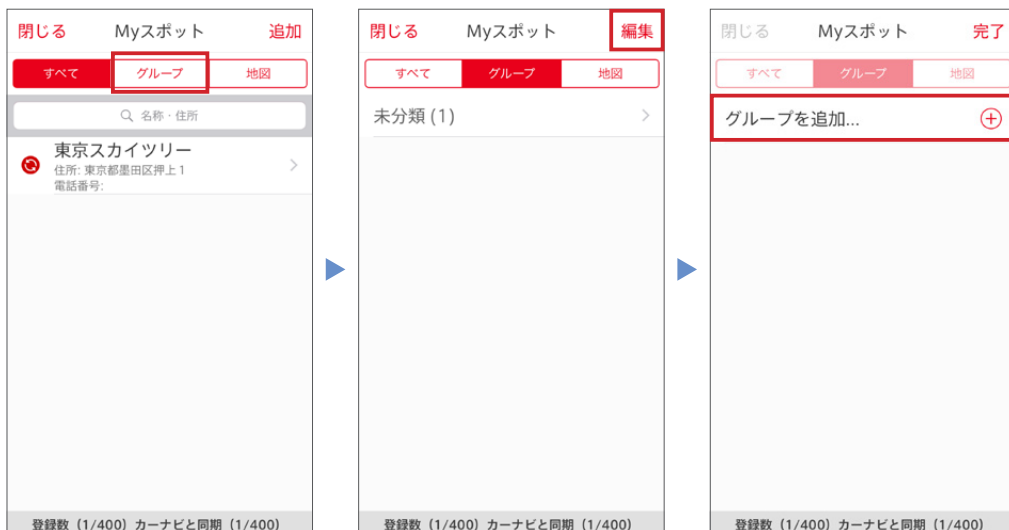 閉じる Myスポット 追加
すべて グループ 地図
名称・住所
東京スカイツリー
住所: 東京都墨田区押上1
電話番号:
登録数（1/400）カーナビと同期（1/400）
閉じる Myスポット 編集
すべて グループ 地図
未分類 (1)
登録数（1/400）カーナビと同期（1/400）
閉じる Myスポット 完了
すべて グループ 地図
グループを追加...
登録数（1/400）カーナビと同期（1/400）